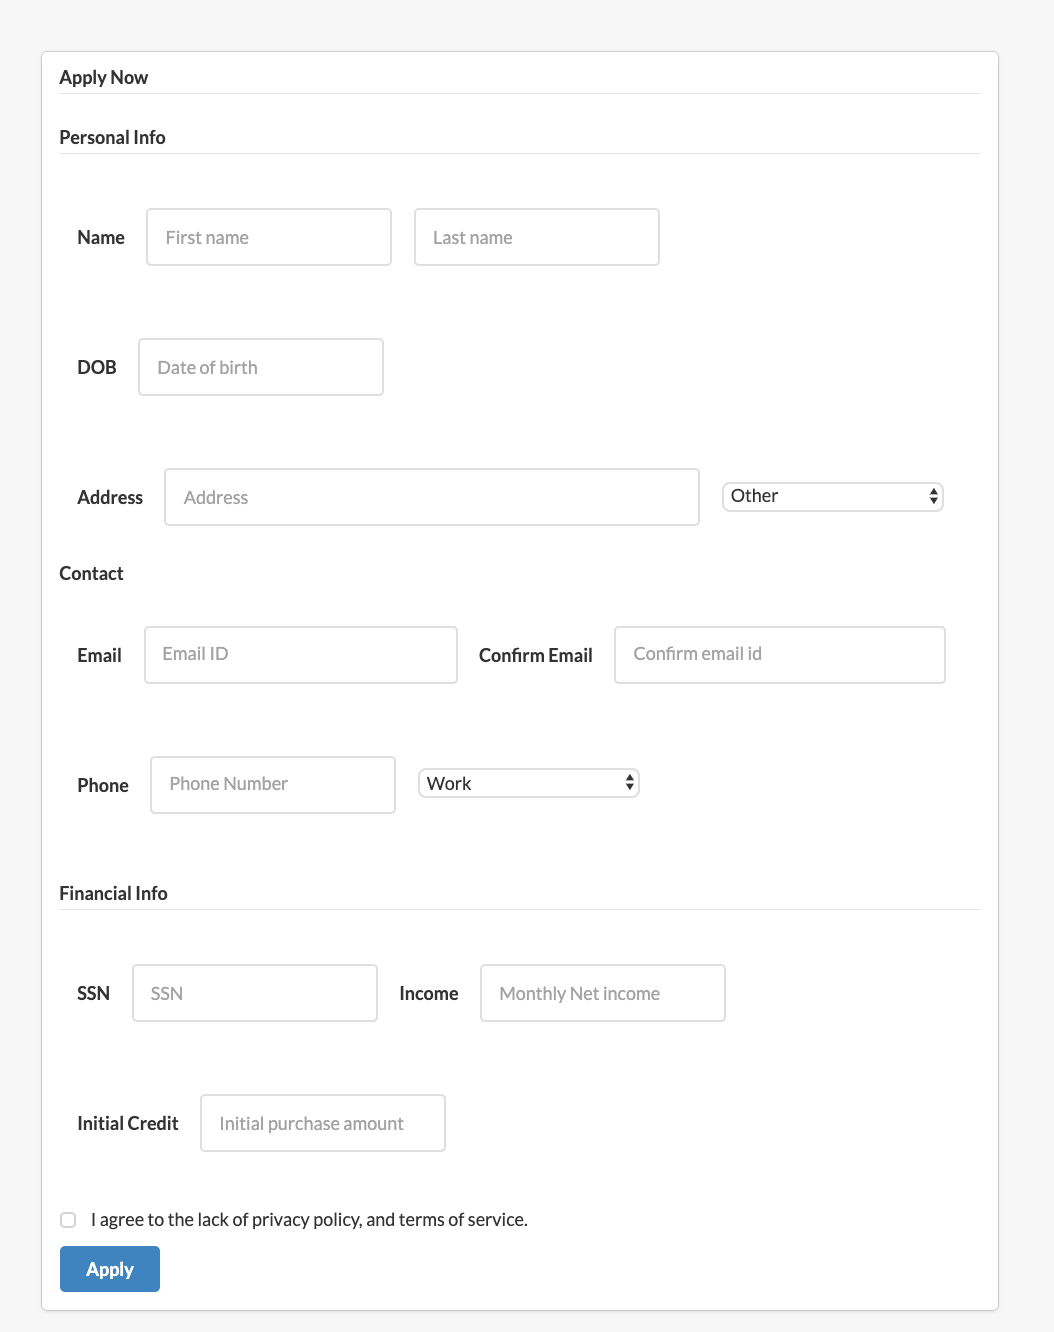 Apply Now
Personal Info
Name First name Last name
DOB Date of birth
Address Address Other
Contact
Email Email ID Confirm Email Confirm email id
Phone Phone Number Work
Financial Info
SSN SSN Income Monthly Net income
Initial Credit Initial purchase amount
I agree to the lack of privacy policy, and terms of service.
Apply